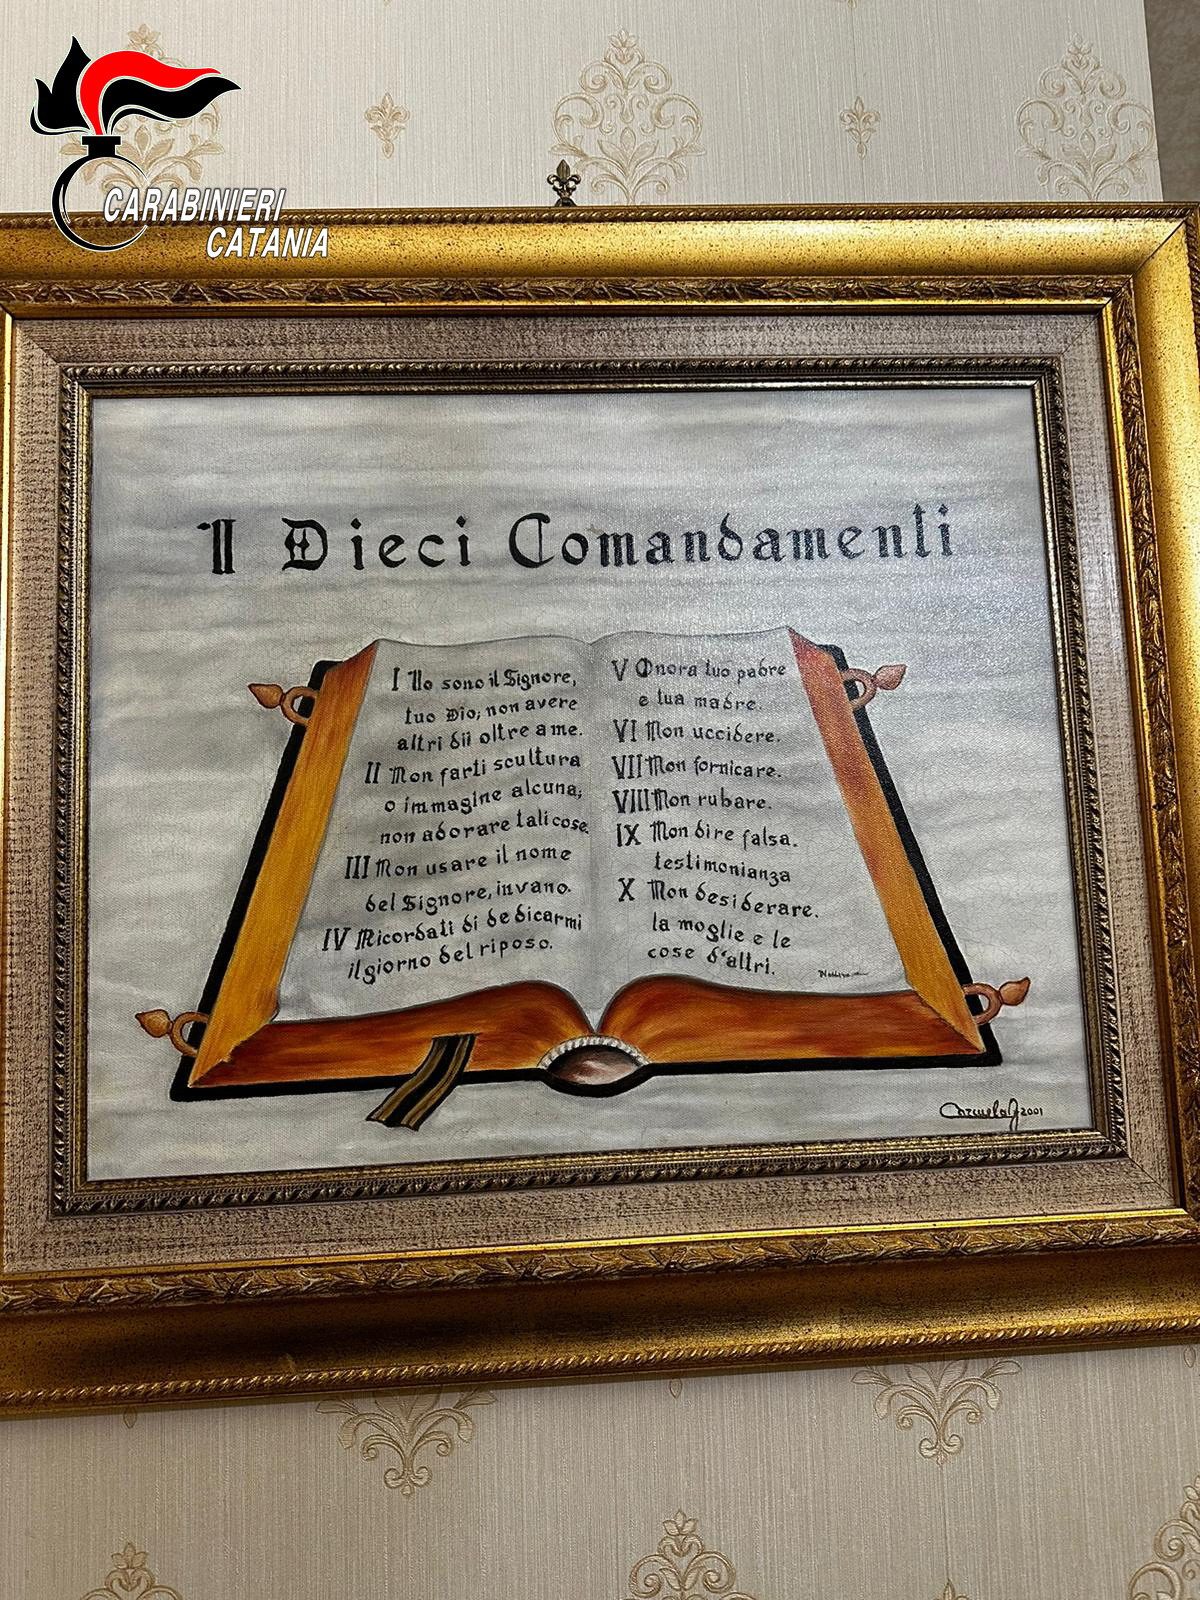 CARABINIERI
CATANIA
I Dieci Comandamenti
I Io sono il Signore,
tuo Dio; non avere
altri dii oltre a me.
II Non farti scultura
o immagine alcuna;
non adorare tali cose.
III Non usare il nome
del Signore, invano.
IV Ricordati di dedicarmi
il giorno del riposo.
V Onora tuo padre
e tua madre.
VI Non uccidere.
VII Non fornicare.
VIII Non rubare.
IX Non dire falsa.
testimonianza
X Non desiderare.
la moglie e le
cose d'altri.
2001